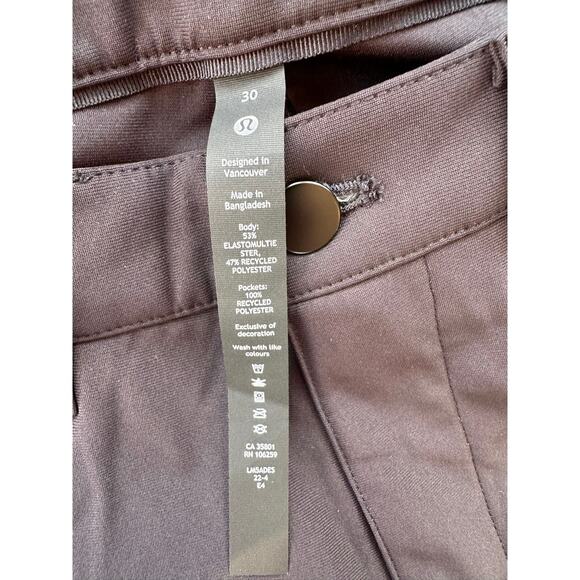 30
Designed in
Vancouver
Made in
Bangladesh
Body:
53%
ELASTOMULTIE
STER,
47% RECYCLED
POLYESTER
Pockets:
100%
RECYCLED
POLYESTER
Exclusive of
decoration
Wash with like
colours
CA 35801
RN 106259
LM5ADES
22-4
E4